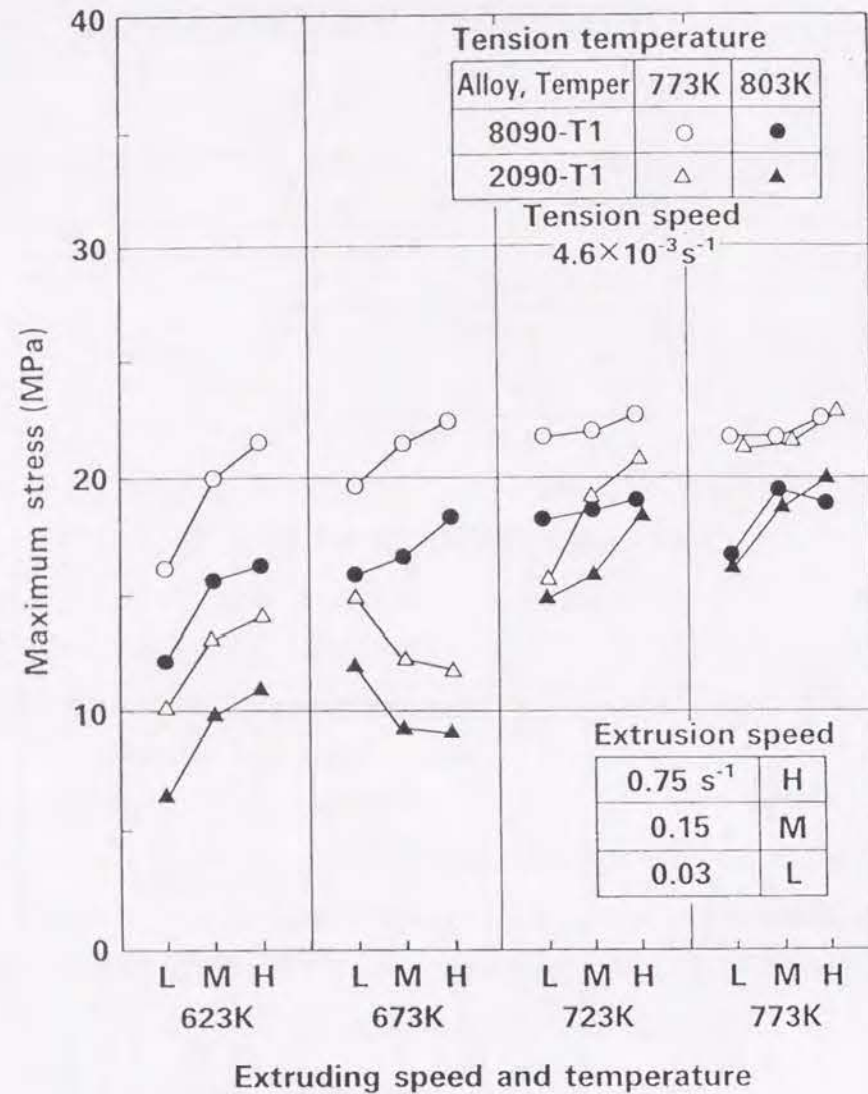 Tension temperature
Alloy, Temper 773K 803K
8090-T1 ○ ●
2090-T1 △ ▲
Tension speed
4.6×10⁻³ s⁻¹
40
30
20
10
0
Maximum stress (MPa)
Extrusion speed
0.75 s⁻¹ H
0.15 M
0.03 L
L M H L M H L M H L M H
623K 673K 723K 773K
Extruding speed and temperature